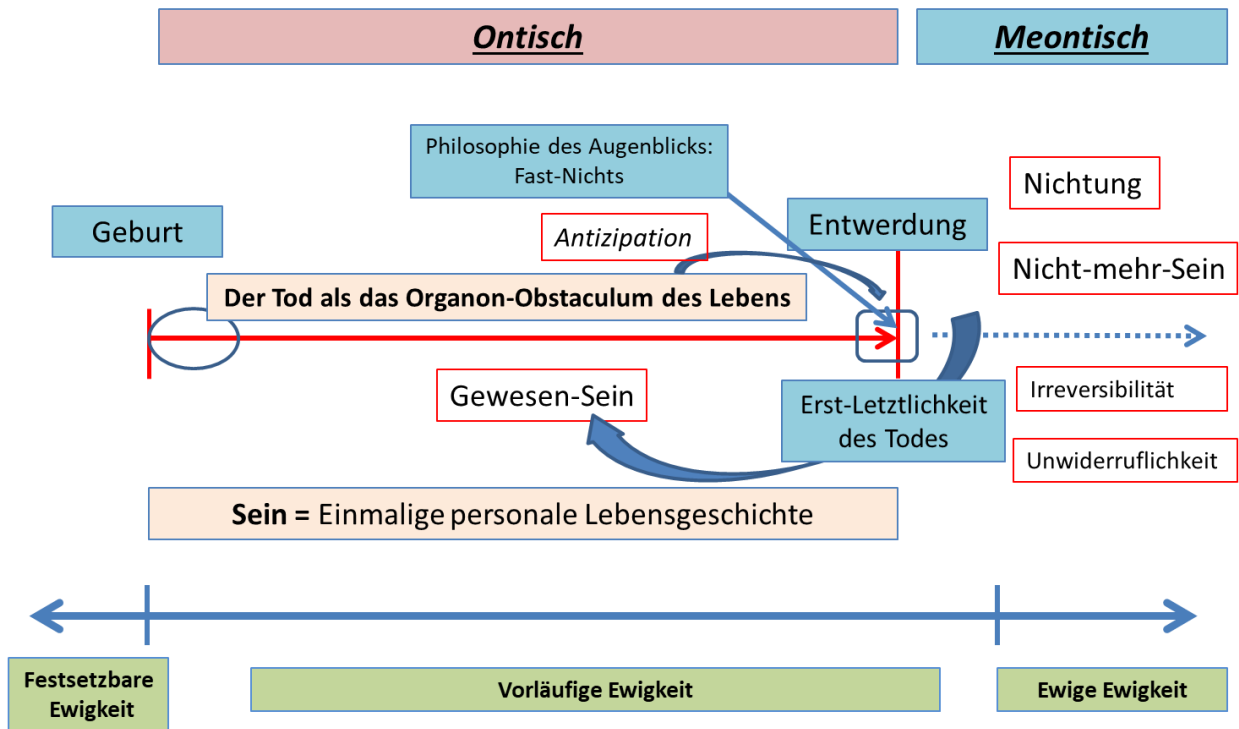 Ontisch
Meontisch
Philosophie des Augenblicks:
Fast-Nichts
Nichtung
Geburt
Antizipation
Entwerdung
Nicht-mehr-Sein
Der Tod als das Organon-Obstaculum des Lebens
Gewesen-Sein
Erst-Letztlichkeit
des Todes
Irreversibilität
Unwiderruflichkeit
Sein = Einmalige personale Lebensgeschichte
Festsetzbare
Ewigkeit
Vorläufige Ewigkeit
Ewige Ewigkeit